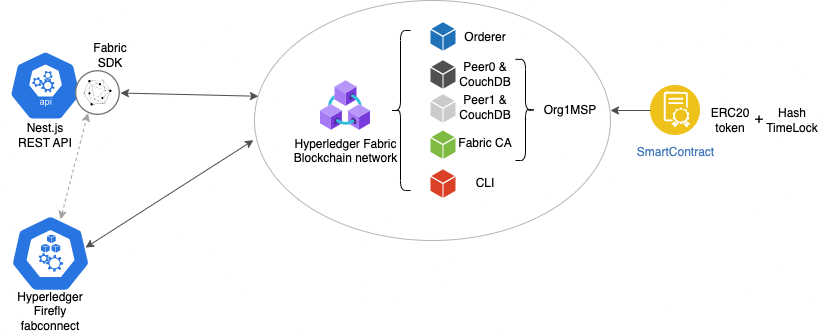 Fabric
SDK
api
Nest.js
REST API
Hyperledger
Firefly
fabconnect
Hyperledger Fabric
Blockchain network
Orderer
Peer0 &
CouchDB
Peer1 &
CouchDB
Fabric CA
CLI
Org1MSP
SmartContract
ERC20
token
+
Hash
TimeLock